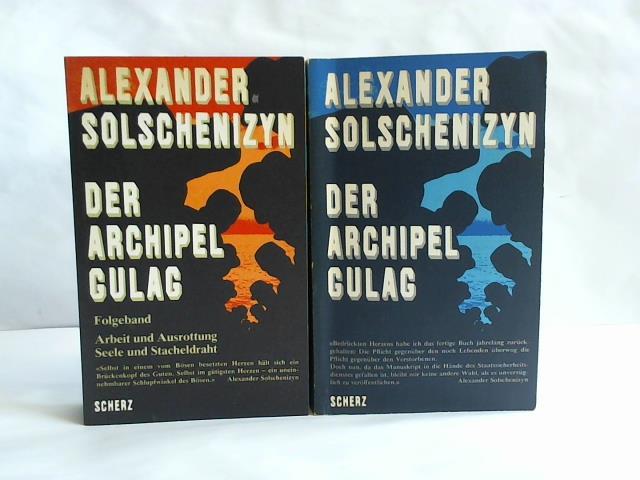 ALEXANDER
SOLSCHENIZYN
DER
ARCHIPEL
GULAG
Folgeband
Arbeit und Ausrottung
Seele und Stacheldraht
«Selbst in einem vom Bösen besetzten Herzen hält sich ein
Brückenkopf des Guten. Selbst im gütigsten Herzen – ein unein-
nehmbarer Schlupfwinkel des Bösen.» Alexander Solschenizyn
SCHERZ
ALEXANDER
SOLSCHENIZYN
DER
ARCHIPEL
GULAG
«Bedrückten Herzens habe ich das fertige Buch jahrelang zurück-
gehalten: Die Pflicht gegenüber den noch Lebenden überwog die
Pflicht gegenüber den Verstorbenen.
Doch nun, da das Manuskript in die Hände des Staatssicherheits-
dienstes gefallen ist, bleibt mir keine andere Wahl, als es unverzüg-
lich zu veröffentlichen.» Alexander Solschenizyn
SCHERZ